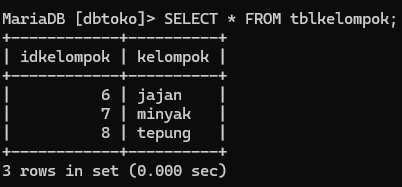 MariaDB [dbtoko]> SELECT * FROM tblkelompok;
+------------+----------+
| idkelompok | kelompok |
+------------+----------+
|          6 | jajan    |
|          7 | minyak   |
|          8 | tepung   |
+------------+----------+
3 rows in set (0.000 sec)